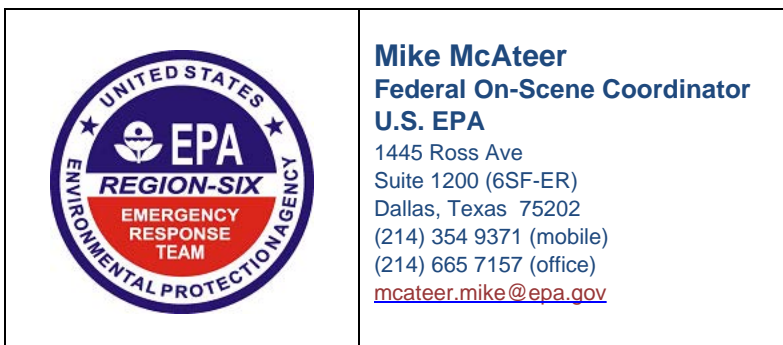 UNITED STATES
EPA
REGION-SIX
EMERGENCY
RESPONSE
TEAM
ENVIRONMENTAL PROTECTIONAGENCY
Mike McAteer
Federal On-Scene Coordinator
U.S. EPA
1445 Ross Ave
Suite 1200 (6SF-ER)
Dallas, Texas  75202
(214) 354 9371 (mobile)
(214) 665 7157 (office)
mcateer.mike@epa.gov